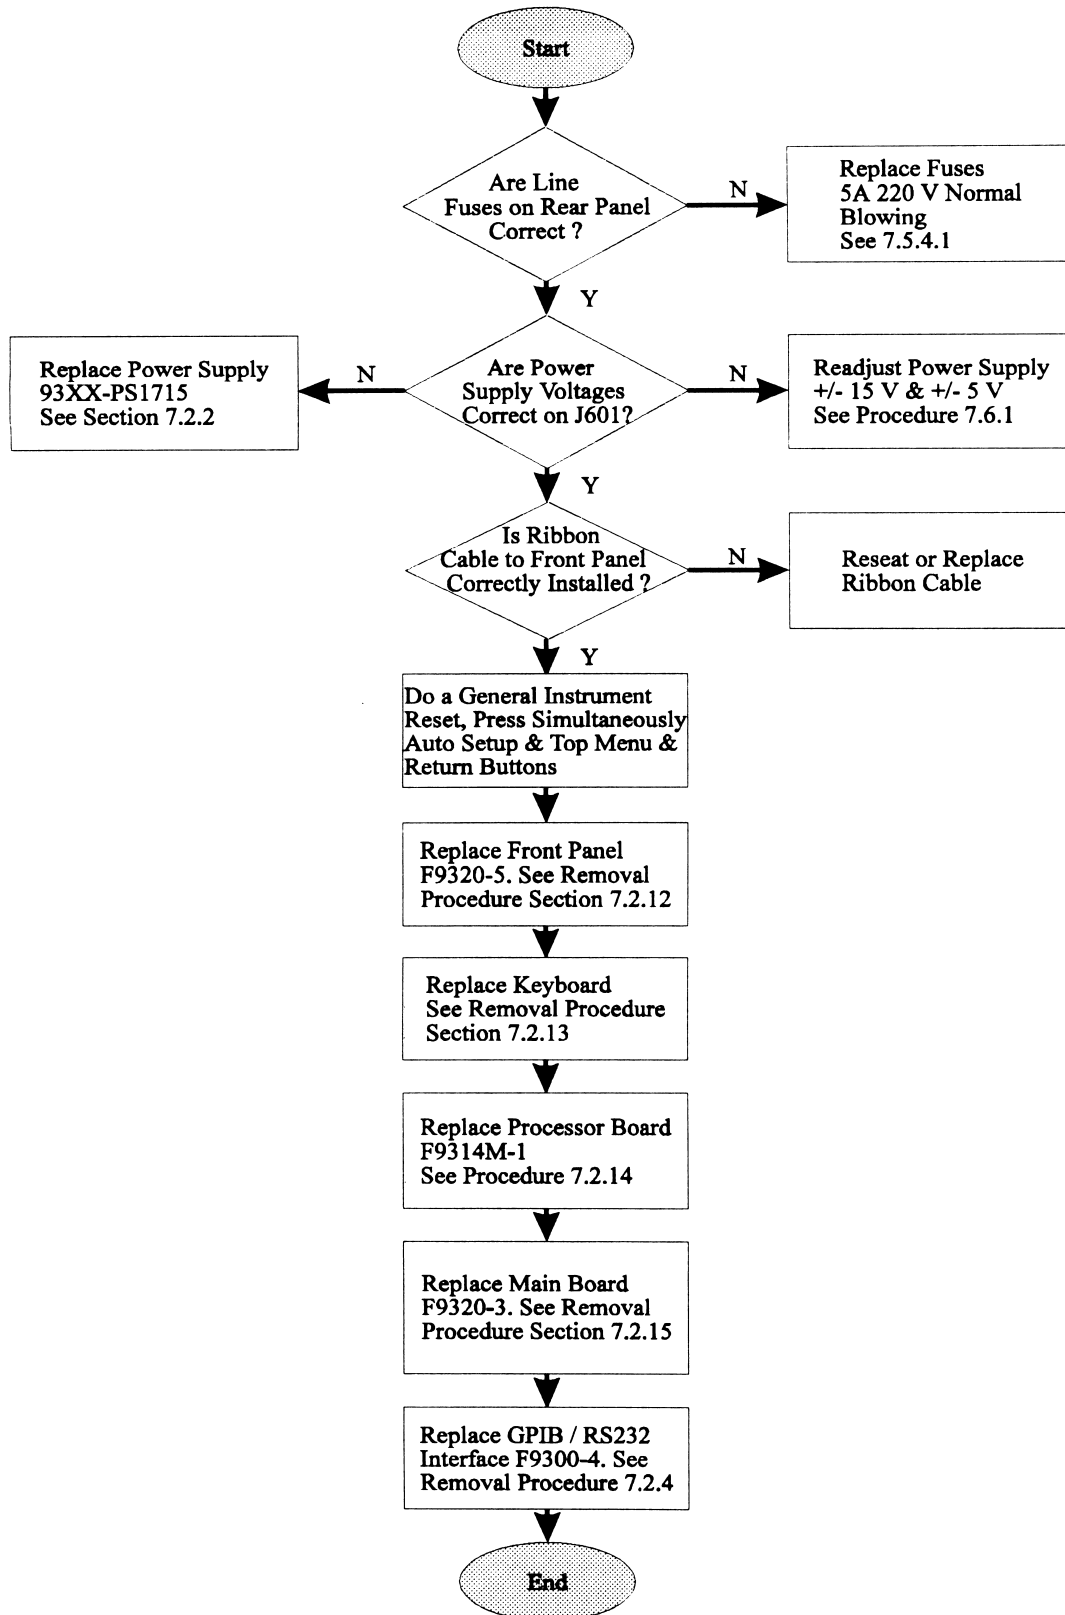 Start
Are Line
Fuses on Rear Panel
Correct ?
N
Replace Fuses
5A 220 V Normal
Blowing
See 7.5.4.1
Y
Replace Power Supply
93XX-PS1715
See Section 7.2.2
N
Are Power
Supply Voltages
Correct on J601?
N
Readjust Power Supply
+/- 15 V & +/- 5 V
See Procedure 7.6.1
Y
Is Ribbon
Cable to Front Panel
Correctly Installed ?
N
Reseat or Replace
Ribbon Cable
Y
Do a General Instrument
Reset, Press Simultaneously
Auto Setup & Top Menu &
Return Buttons
Replace Front Panel
F9320-5. See Removal
Procedure Section 7.2.12
Replace Keyboard
See Removal Procedure
Section 7.2.13
Replace Processor Board
F9314M-1
See Procedure 7.2.14
Replace Main Board
F9320-3. See Removal
Procedure Section 7.2.15
Replace GPIB / RS232
Interface F9300-4. See
Removal Procedure 7.2.4
End